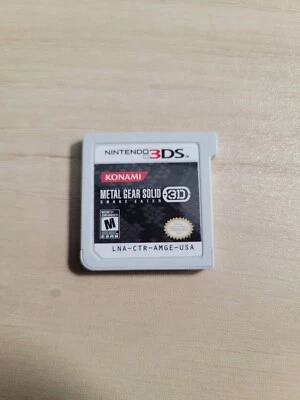 NINTENDO 3DS
KONAMI
METAL GEAR SOLID 3D
SNAKE EATER
M
LNA-CTR-AMGE-USA